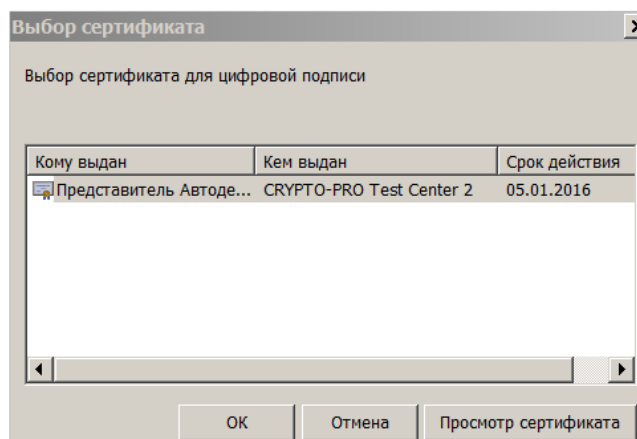 Выбор сертификата
Выбор сертификата для цифровой подписи
Кому выдан Кем выдан Срок действия
Представитель Автоде... CRYPTO-PRO Test Center 2 05.01.2016
ОК Отмена Просмотр сертификата